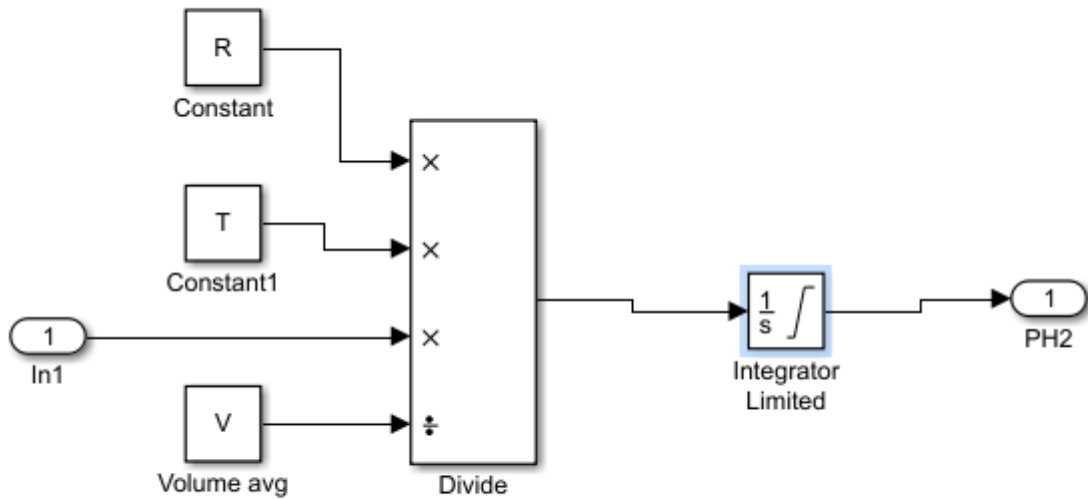 R
Constant
×
T
×
Constant1
1
×
In1
V
÷
Volume avg
Divide
1
s
Integrator
Limited
1
PH2